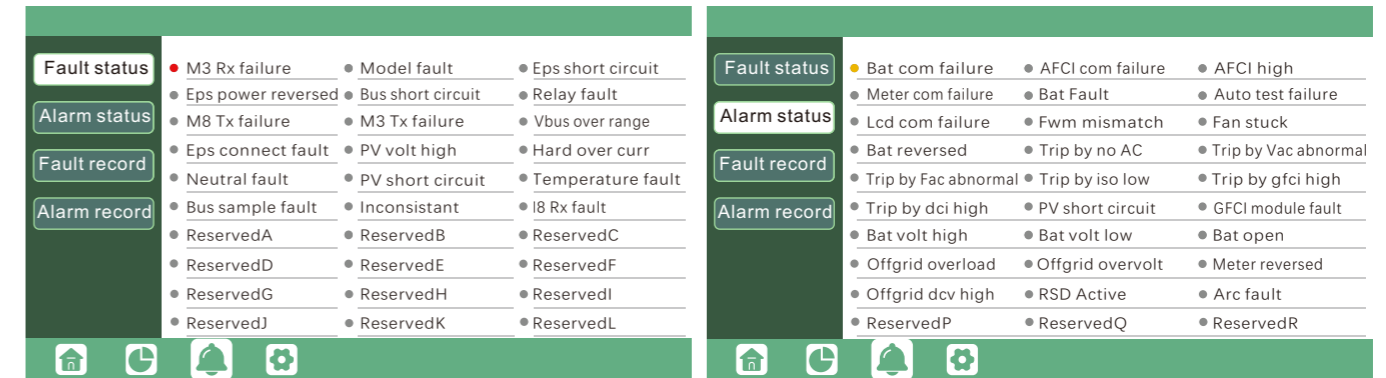 Fault status
Alarm status
Fault record
Alarm record
M3 Rx failure Model fault Eps short circuit
Eps power reversed Bus short circuit Relay fault
M8 Tx failure M3 Tx failure Vbus over range
Eps connect fault PV volt high Hard over curr
Neutral fault PV short circuit Temperature fault
Bus sample fault Inconsistant I8 Rx fault
ReservedA ReservedB ReservedC
ReservedD ReservedE ReservedF
ReservedG ReservedH ReservedI
ReservedJ ReservedK ReservedL
Fault status
Alarm status
Fault record
Alarm record
Bat com failure AFCI com failure AFCI high
Meter com failure Bat Fault Auto test failure
Lcd com failure Fwm mismatch Fan stuck
Bat reversed Trip by no AC Trip by Vac abnormal
Trip by Fac abnormal Trip by iso low Trip by gfci high
Trip by dci high PV short circuit GFCI module fault
Bat volt high Bat volt low Bat open
Offgrid overload Offgrid overvolt Meter reversed
Offgrid dcv high RSD Active Arc fault
ReservedP ReservedQ ReservedR